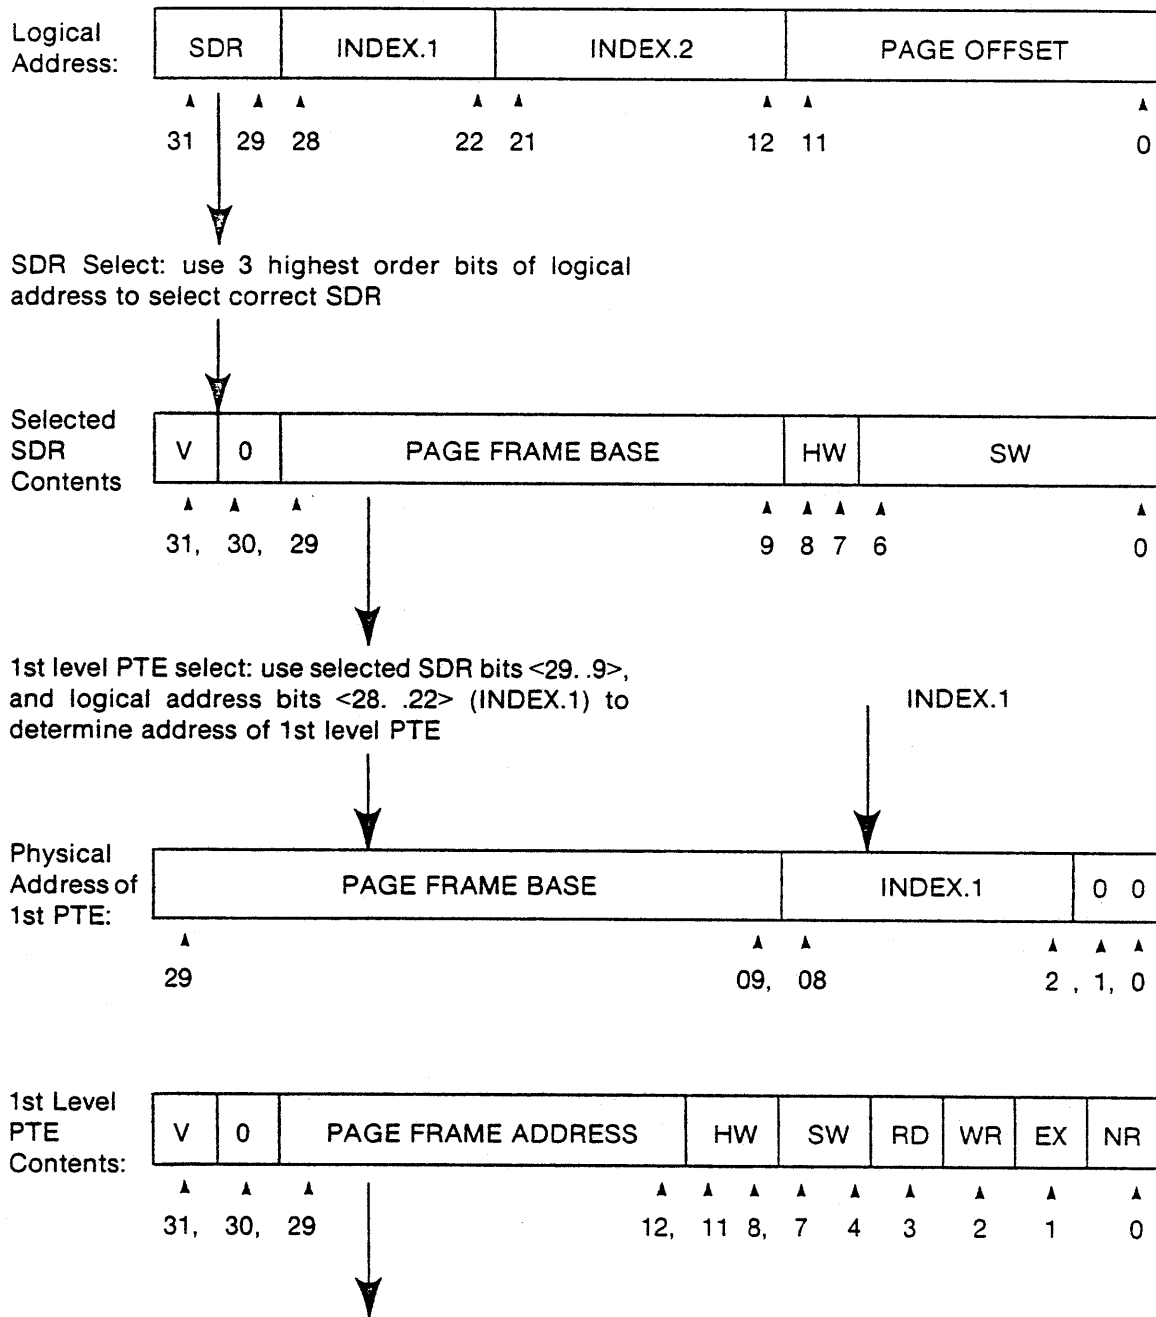 Logical
Address:
SDR INDEX.1 INDEX.2 PAGE OFFSET
31 29 28 22 21 12 11 0
SDR Select: use 3 highest order bits of logical
address to select correct SDR
Selected
SDR
Contents
V 0 PAGE FRAME BASE HW SW
31, 30, 29 9 8 7 6 0
1st level PTE select: use selected SDR bits <29. .9>,
and logical address bits <28. .22> (INDEX.1) to
determine address of 1st level PTE
INDEX.1
Physical
Address of
1st PTE:
PAGE FRAME BASE INDEX.1 0 0
29 09, 08 2 , 1, 0
1st Level
PTE
Contents:
V 0 PAGE FRAME ADDRESS HW SW RD WR EX NR
31, 30, 29 12, 11 8, 7 4 3 2 1 0